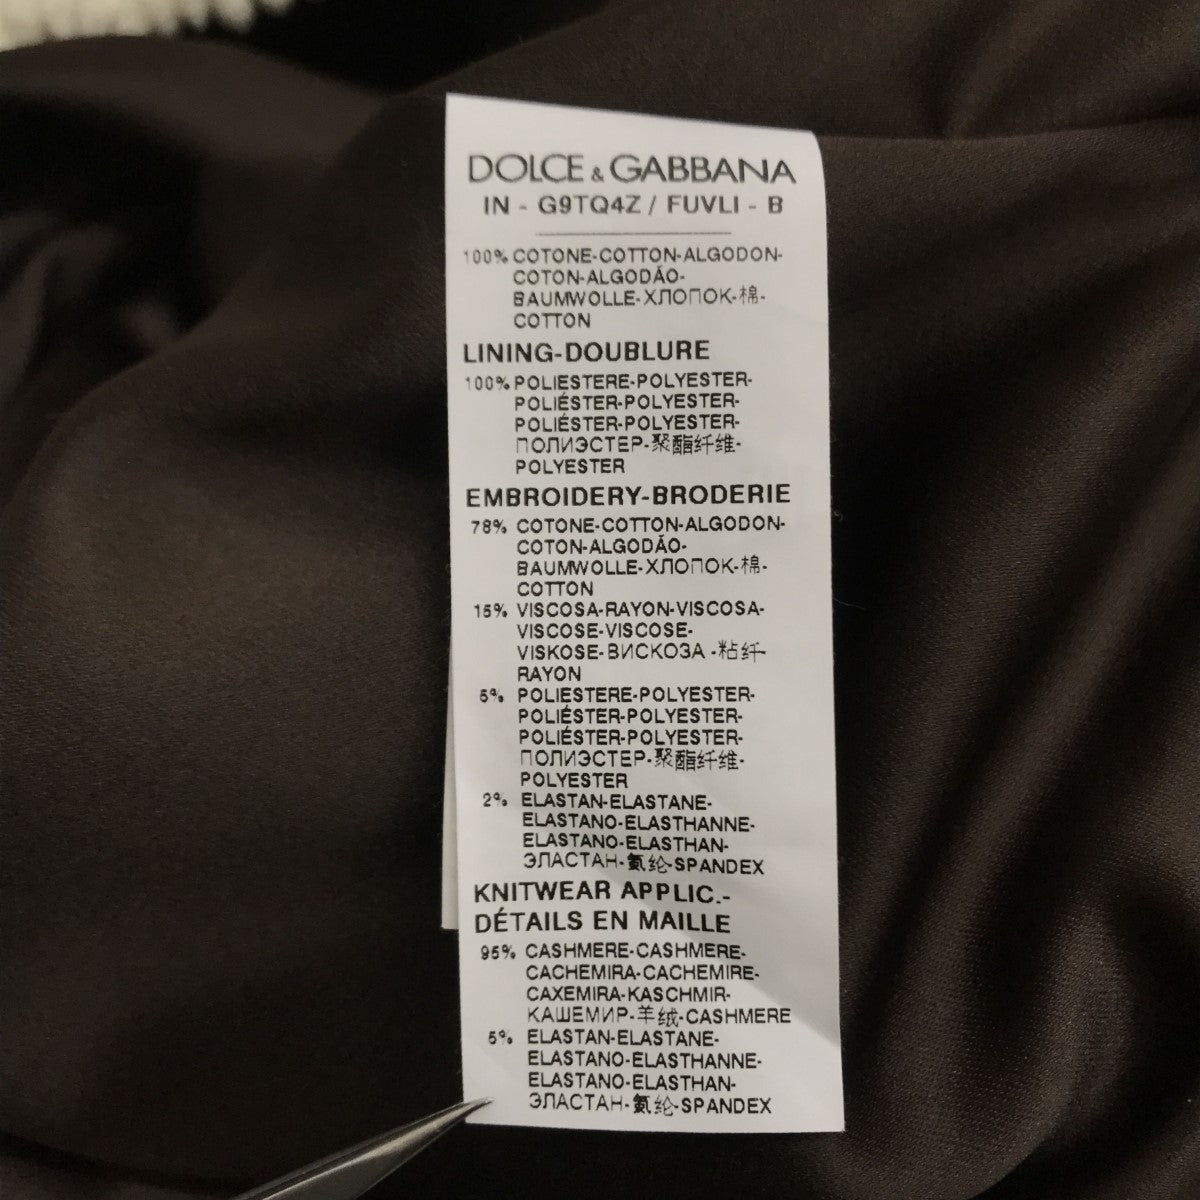 DOLCE & GABBANA
IN - G9TQ4Z / FUVLI - B
100% COTONE-COTTON-ALGODON-
COTON-ALGODÃO-
BAUMWOLLE-ХЛОПОК-棉-
COTTON
LINING-DOUBLURE
100% POLIESTERE-POLYESTER-
POLIÉSTER-POLYESTER-
POLIÉSTER-POLYESTER-
ПОЛИЭСТЕР-聚酯纤维-
POLYESTER
EMBROIDERY-BRODERIE
78% COTONE-COTTON-ALGODON-
COTON-ALGODÃO-
BAUMWOLLE-ХЛОПОК-棉-
COTTON
15% VISCOSA-RAYON-VISCOSA-
VISCOSE-VISCOSE-
VISKOSE-ВИСКОЗА -粘纤-
RAYON
5% POLIESTERE-POLYESTER-
POLIÉSTER-POLYESTER-
POLIÉSTER-POLYESTER-
ПОЛИЭСТЕР-聚酯纤维-
POLYESTER
2% ELASTAN-ELASTANE-
ELASTANO-ELASTHANNE-
ELASTANO-ELASTHAN-
ЭЛАСТАН-氨纶-SPANDEX
KNITWEAR APPLIC.-
DÉTAILS EN MAILLE
95% CASHMERE-CASHMERE-
CACHEMIRA-CACHEMIRE-
CAXEMIRA-KASCHMIR-
КАШЕМИР-羊绒-CASHMERE
5% ELASTAN-ELASTANE-
ELASTANO-ELASTHANNE-
ELASTANO-ELASTHAN-
ЭЛАСТАН-氨纶-SPANDEX